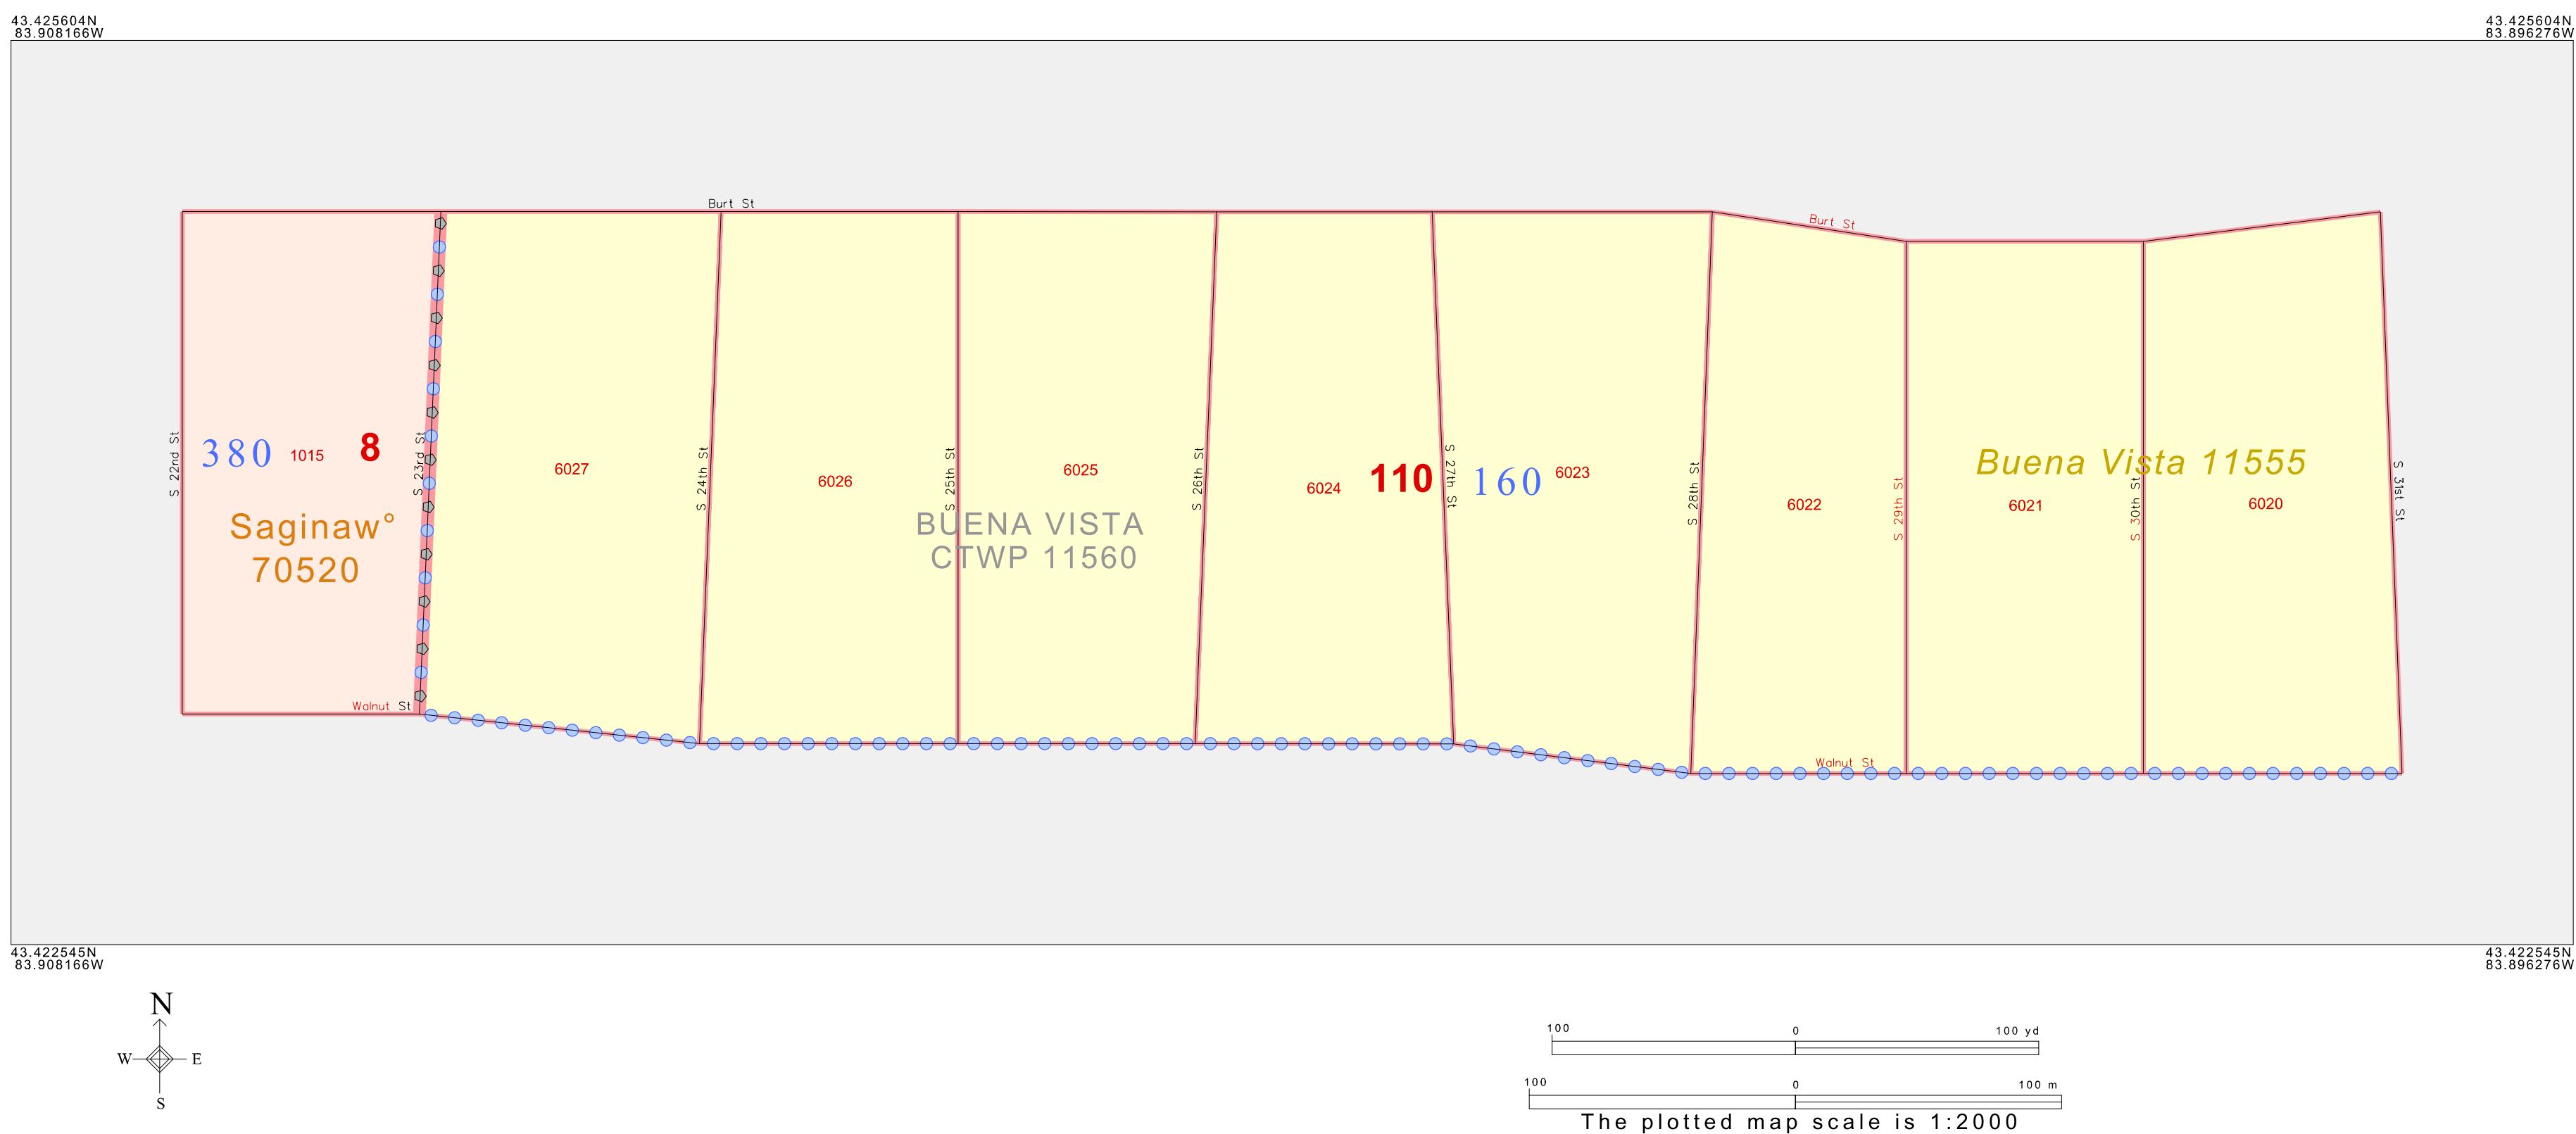 43.425604N
83.908166W
43.425604N
83.896276W
Burt St
Burt St
S 22nd St
380
1015
8
S 23rd St
Saginaw°
70520
Walnut St
6027
S 24th St
6026
S 25th St
6025
BUENA VISTA
CTWP 11560
S 26th St
6024
110
S 27th St
160
6023
S 28th St
6022
S 29th St
Buena Vista 11555
6021
S 30th St
6020
S 31st St
Walnut St
43.422545N
83.908166W
43.422545N
83.896276W
N
W E
S
100 0 100 yd
100 0 100 m
The plotted map scale is 1:2000